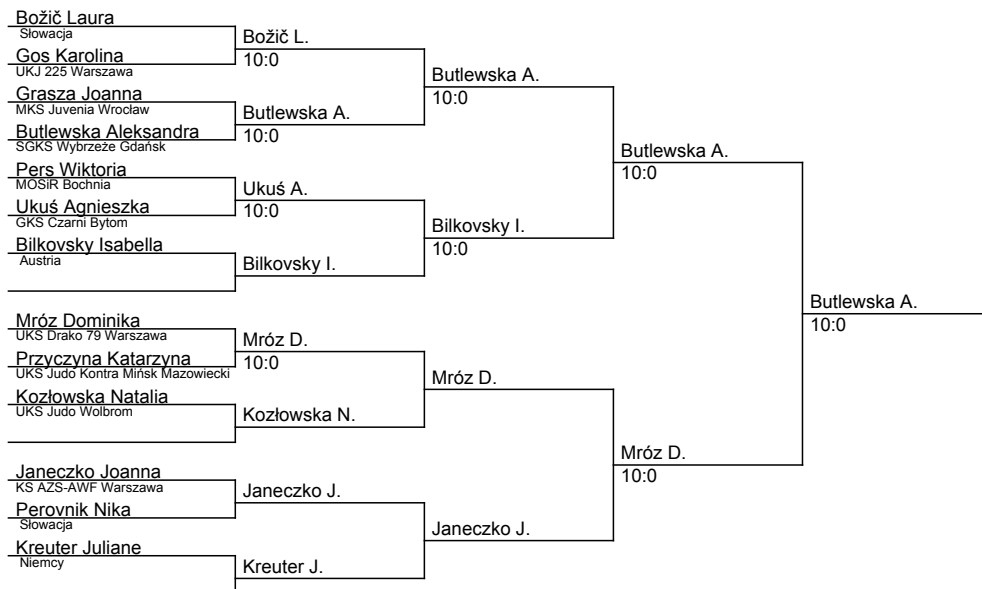 Božič Laura
Słowacja
Gos Karolina
UKJ 225 Warszawa
Grasza Joanna
MKS Juvenia Wrocław
Butlewska Aleksandra
SGKS Wybrzeże Gdańsk
Pers Wiktoria
MOSiR Bochnia
Ukuś Agnieszka
GKS Czarni Bytom
Bilkovsky Isabella
Austria
Mróz Dominika
UKS Drako 79 Warszawa
Przyczyna Katarzyna
UKS Judo Kontra Mińsk Mazowiecki
Kozłowska Natalia
UKS Judo Wolbrom
Janeczko Joanna
KS AZS-AWF Warszawa
Perovnik Nika
Słowacja
Kreuter Juliane
Niemcy
Božič L.
10:0
Butlewska A.
10:0
Ukuś A.
10:0
Bilkovsky I.
Mróz D.
10:0
Kozłowska N.
Janeczko J.
Kreuter J.
Butlewska A.
10:0
Bilkovsky I.
10:0
Mróz D.
Janeczko J.
Butlewska A.
10:0
Mróz D.
10:0
Butlewska A.
10:0